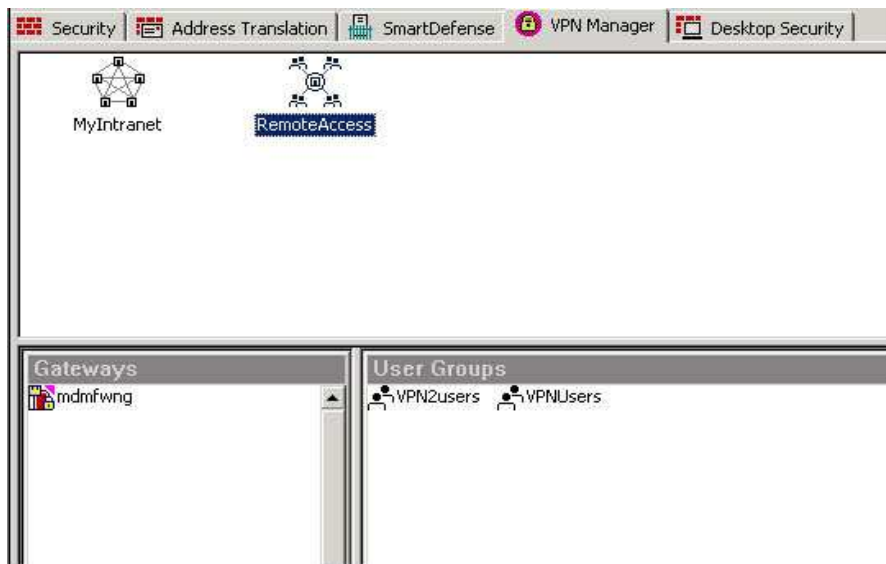 Security Address Translation SmartDefense VPN Manager Desktop Security
MyIntranet RemoteAccess
Gateways User Groups
mdmfwng VPN2users VPNUsers